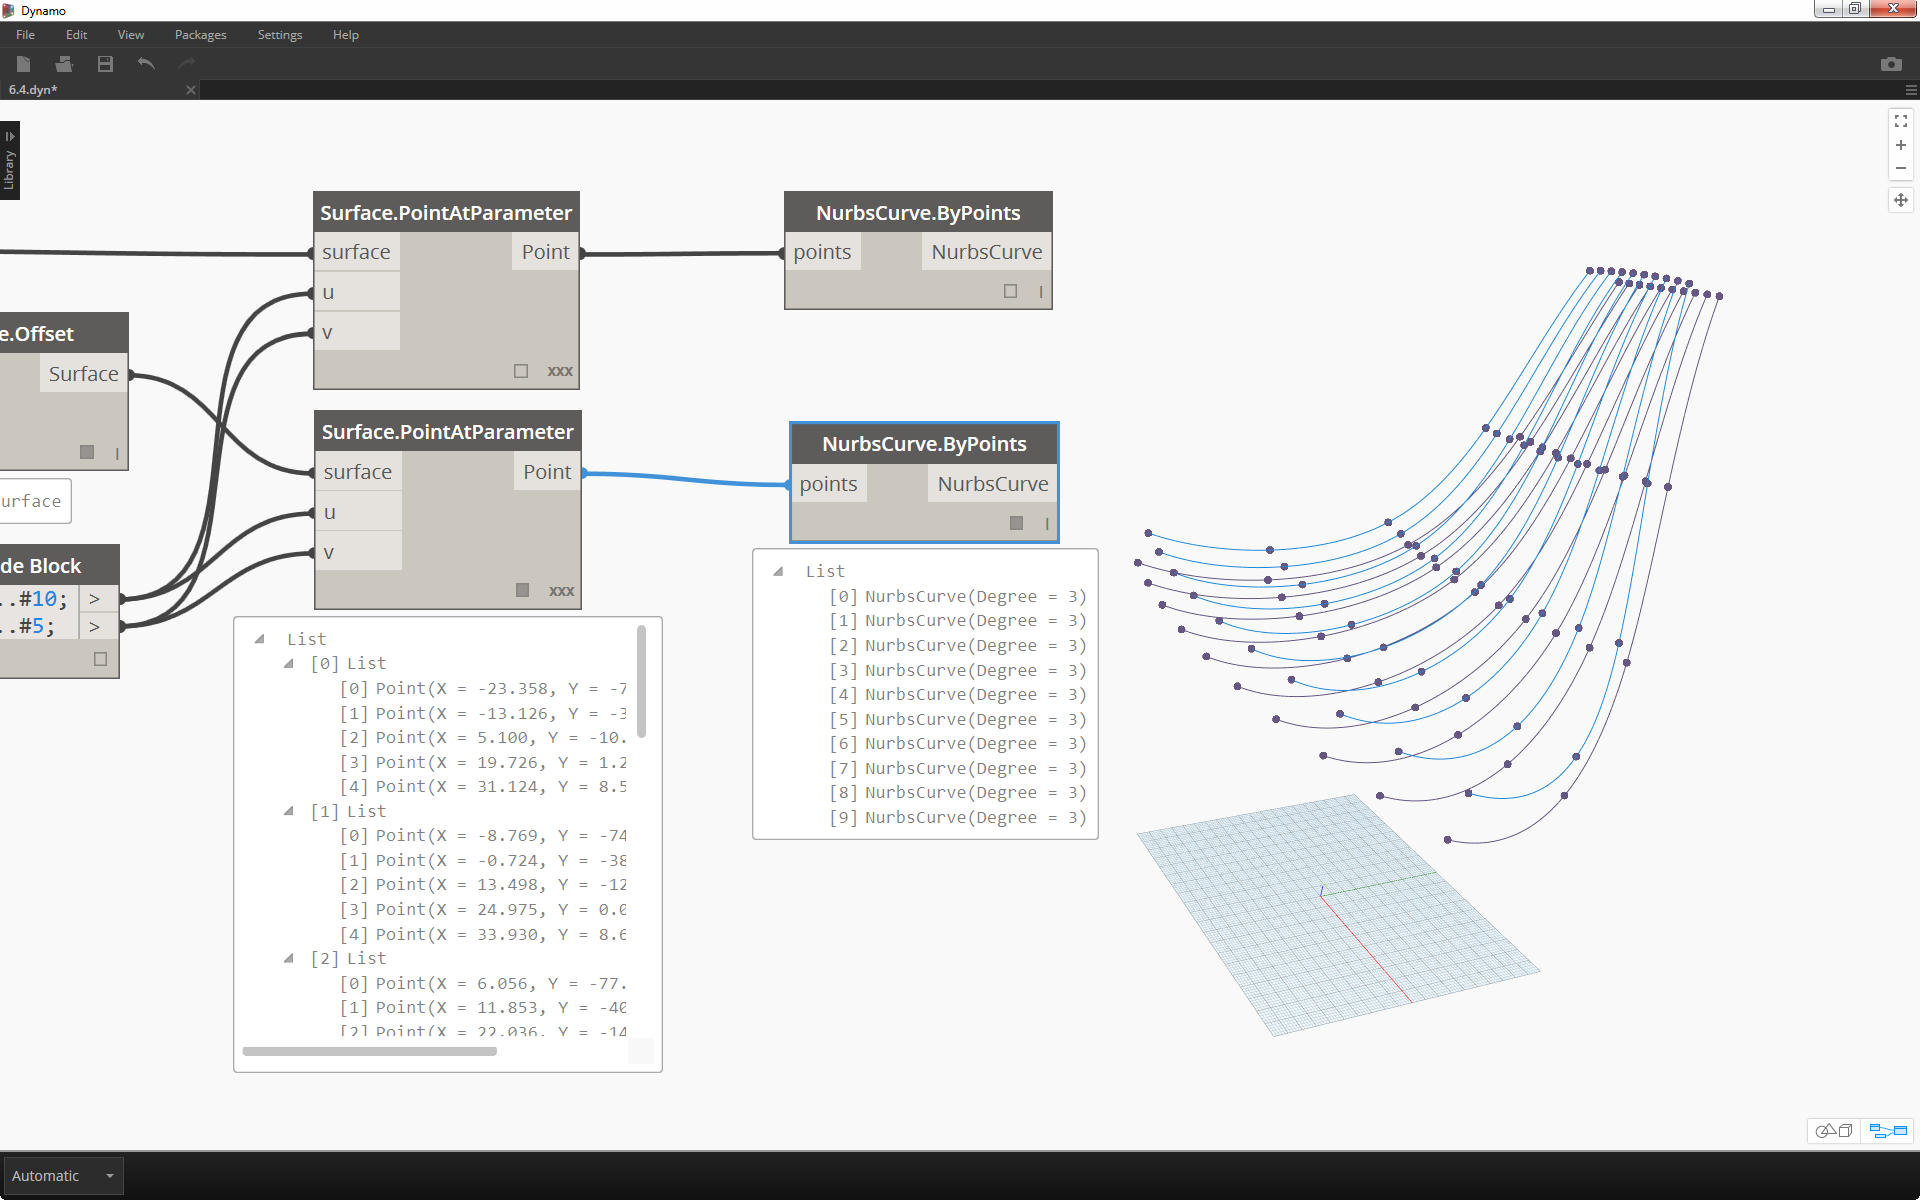 Dynamo
File Edit View Packages Settings Help
6.4.dyn*
Library
Surface.PointAtParameter
surface Point
u
v
xxx
NurbsCurve.ByPoints
points NurbsCurve
e.Offset
Surface
urface
Surface.PointAtParameter
surface Point
u
v
xxx
NurbsCurve.ByPoints
points NurbsCurve
de Block
..#10; >
..#5; >
List
[0] List
[0] Point(X = -23.358, Y = -7
[1] Point(X = -13.126, Y = -3
[2] Point(X = 5.100, Y = -10.
[3] Point(X = 19.726, Y = 1.2
[4] Point(X = 31.124, Y = 8.5
[1] List
[0] Point(X = -8.769, Y = -74
[1] Point(X = -0.724, Y = -38
[2] Point(X = 13.498, Y = -12
[3] Point(X = 24.975, Y = 0.0
[4] Point(X = 33.930, Y = 8.6
[2] List
[0] Point(X = 6.056, Y = -77.
[1] Point(X = 11.853, Y = -40
[2] Point(X = 22.036, Y = -14
List
[0] NurbsCurve(Degree = 3)
[1] NurbsCurve(Degree = 3)
[2] NurbsCurve(Degree = 3)
[3] NurbsCurve(Degree = 3)
[4] NurbsCurve(Degree = 3)
[5] NurbsCurve(Degree = 3)
[6] NurbsCurve(Degree = 3)
[7] NurbsCurve(Degree = 3)
[8] NurbsCurve(Degree = 3)
[9] NurbsCurve(Degree = 3)
Automatic